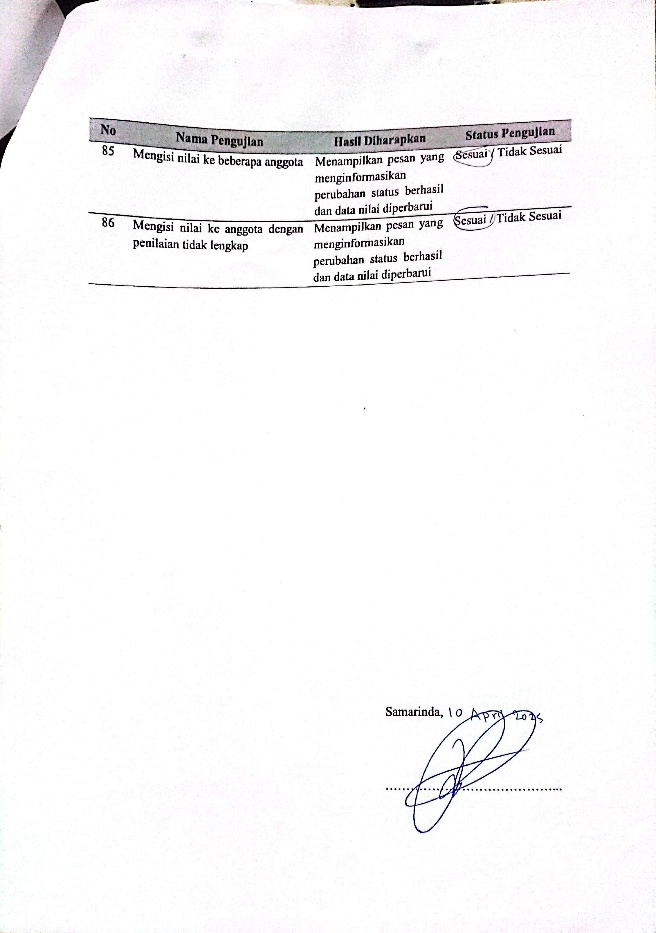 No Nama Pengujian Hasil Diharapkan Status Pengujian
85 Mengisi nilai ke beberapa anggota Menampilkan pesan yang Sesuai / Tidak Sesuai
menginformasikan
perubahan status berhasil
dan data nilai diperbarui
86 Mengisi nilai ke anggota dengan Menampilkan pesan yang Sesuai / Tidak Sesuai
penilaian tidak lengkap menginformasikan
perubahan status berhasil
dan data nilai diperbarui
Samarinda, 10 April 2025